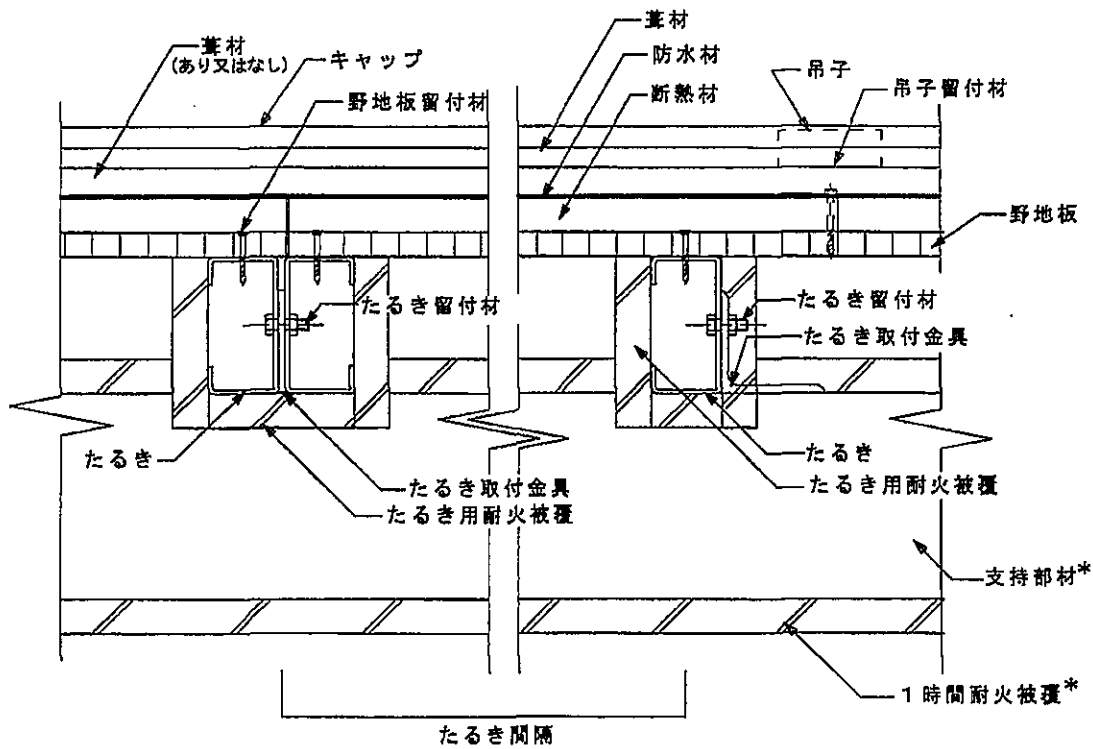 葺材
葺材
(あり又はなし)
キャップ
防水材
吊子
野地板留付材
断熱材
吊子留付材
野地板
たるき留付材
たるき留付材
たるき取付金具
たるき
たるき
たるき取付金具
たるき用耐火被覆
たるき用耐火被覆
支持部材*
1時間耐火被覆*
たるき間隔